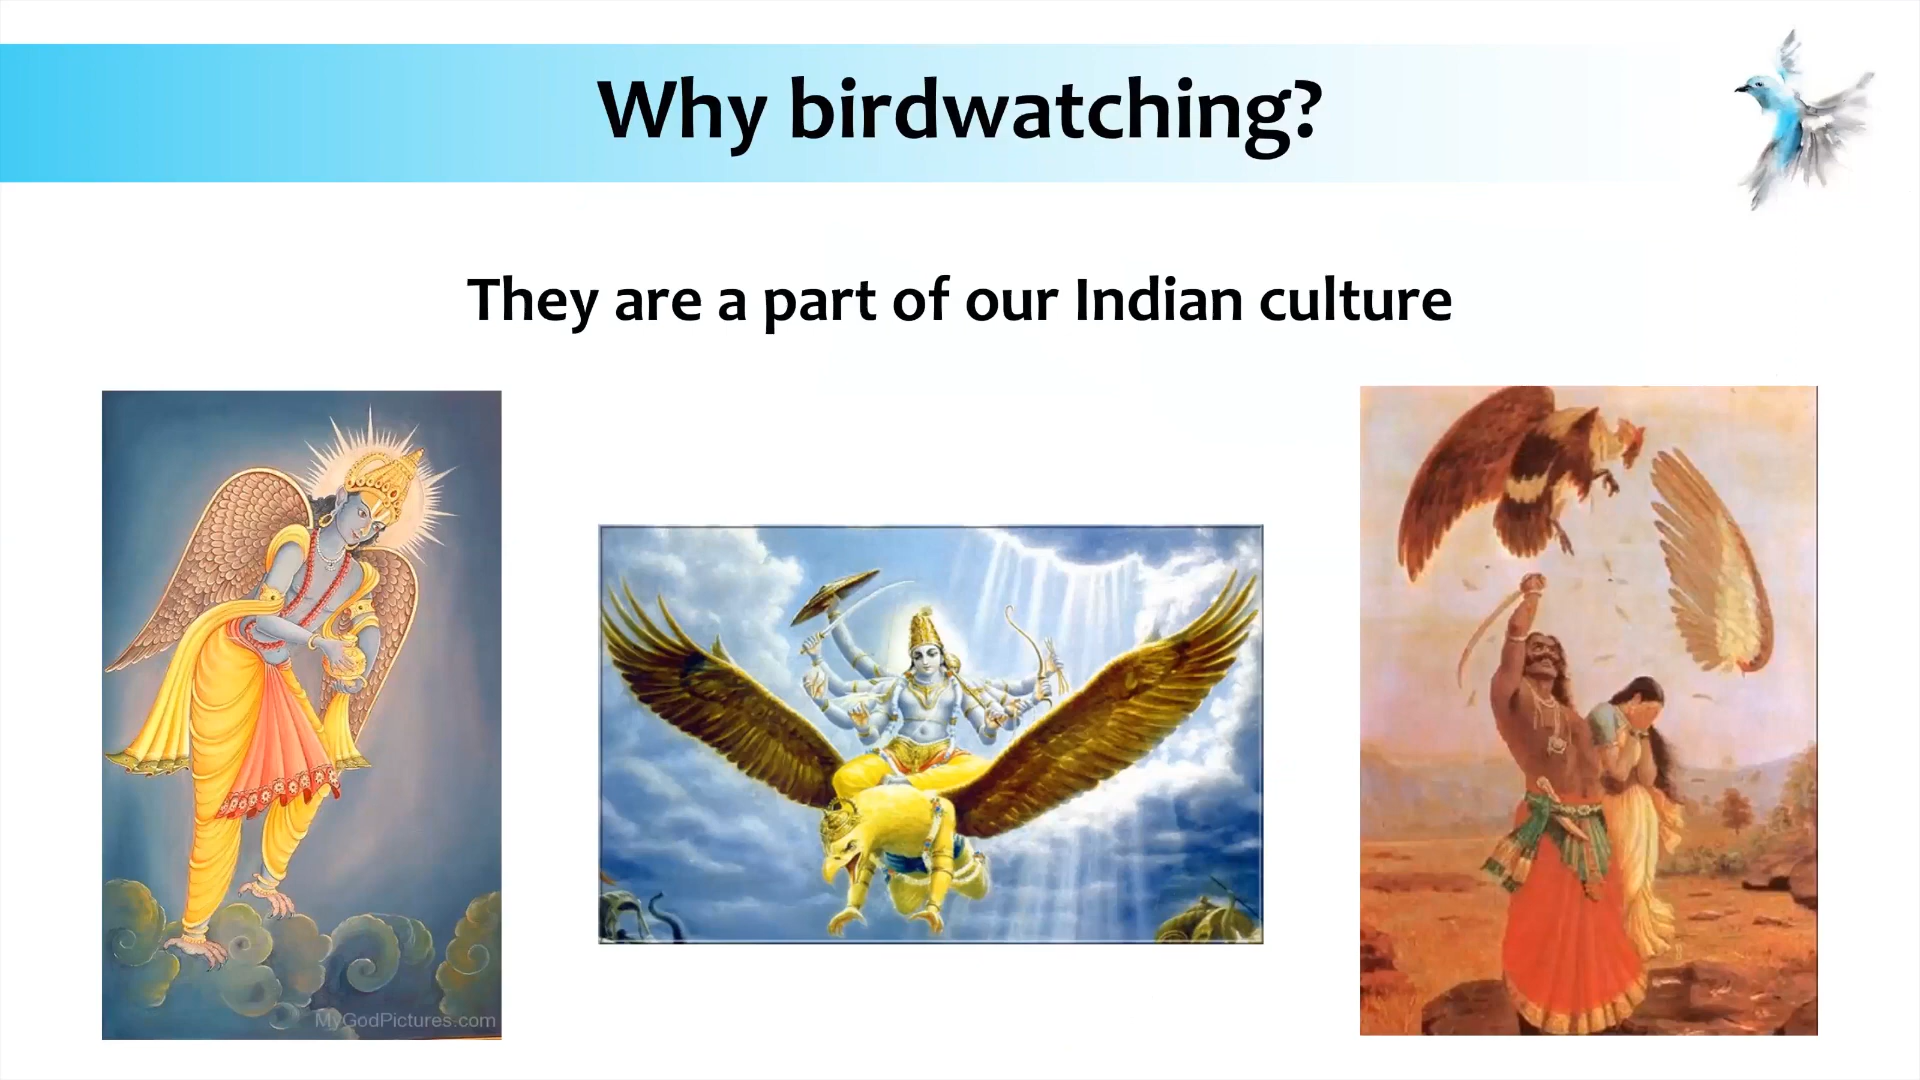 Why birdwatching?
They are a part of our Indian culture
MyGodPictures.com